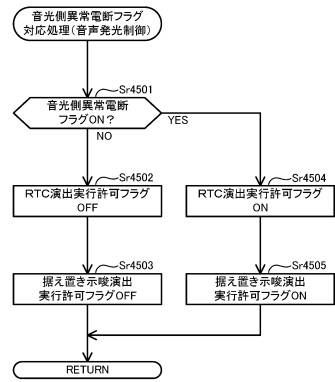 音光側異常電断フラグ
対応処理(音声発光制御)
Sr4501
音光側異常電断
フラグON?
YES
NO
Sr4502
RTC演出実行許可フラグ
OFF
Sr4504
RTC演出実行許可フラグ
ON
Sr4503
据え置き示唆演出
実行許可フラグOFF
Sr4505
据え置き示唆演出
実行許可フラグON
RETURN